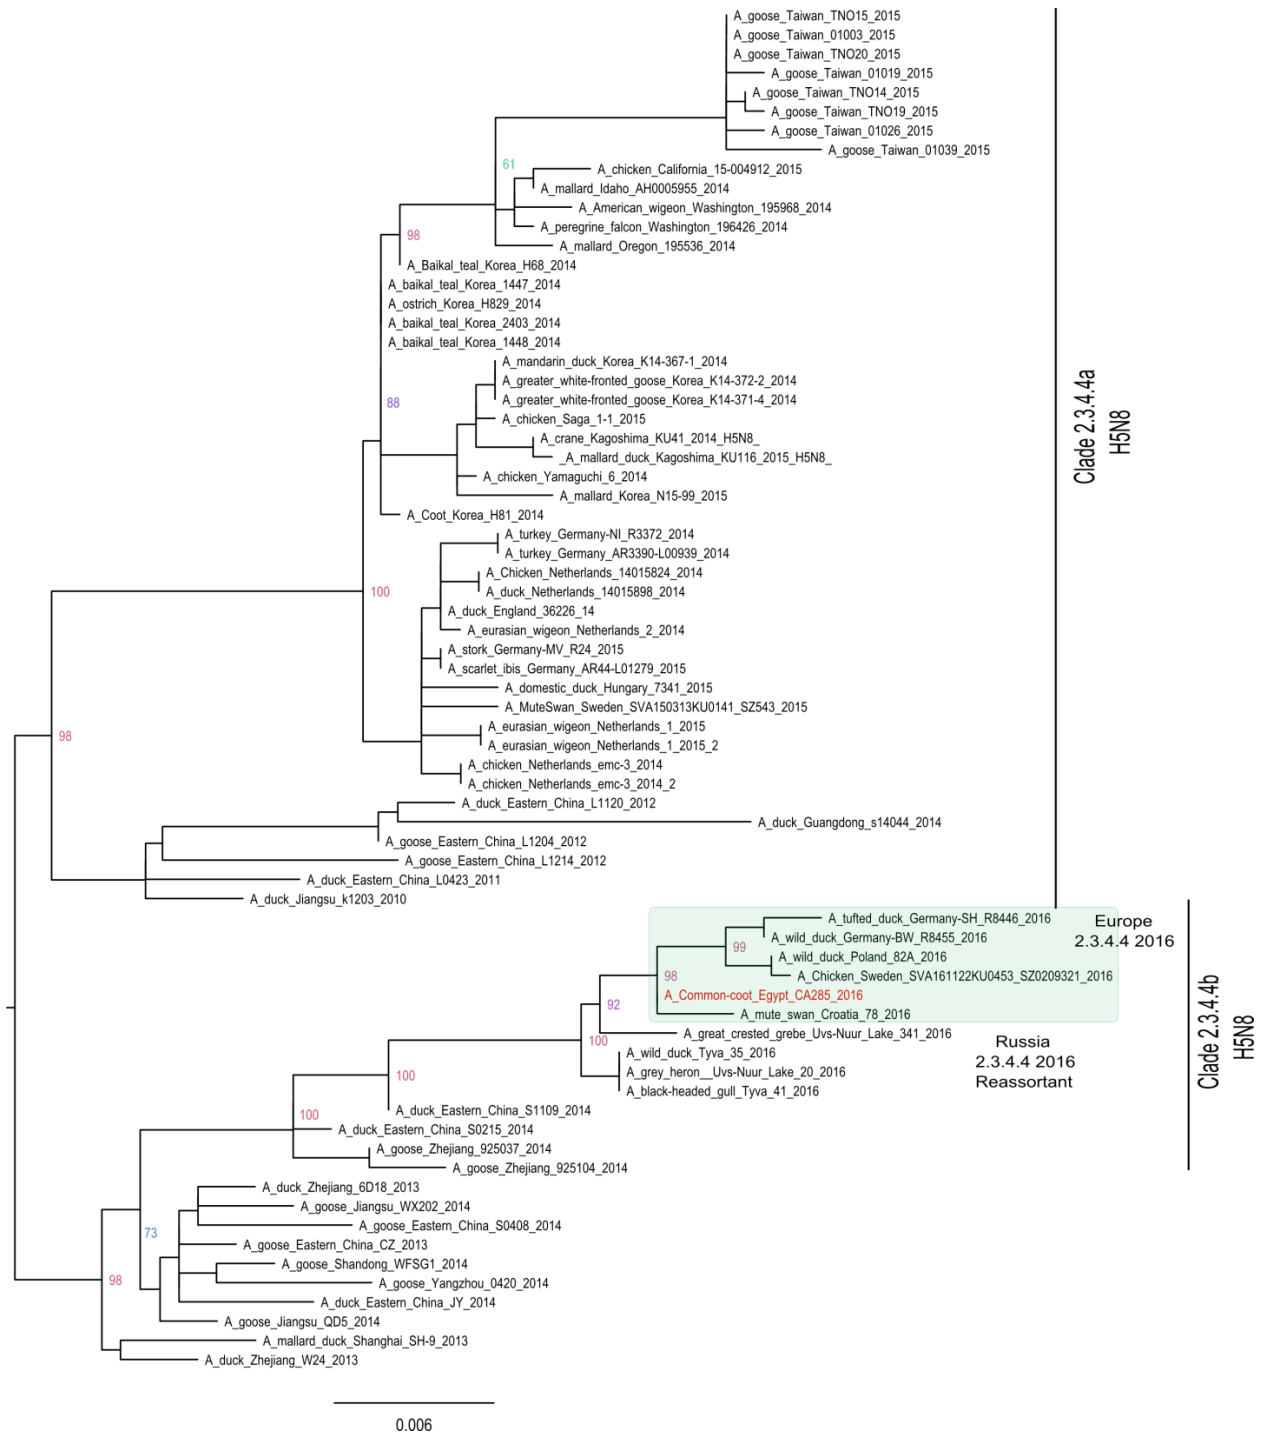 A_goose_Taiwan_TNO15_2015
A_goose_Taiwan_01003_2015
A_goose_Taiwan_TNO20_2015
A_goose_Taiwan_01019_2015
A_goose_Taiwan_TNO14_2015
A_goose_Taiwan_TNO19_2015
A_goose_Taiwan_01026_2015
A_goose_Taiwan_01039_2015
61
A_chicken_California_15-004912_2015
A_mallard_Idaho_AH0005955_2014
A_American_wigeon_Washington_195968_2014
A_peregrine_falcon_Washington_196426_2014
98
A_mallard_Oregon_195536_2014
A_Baikal_teal_Korea_H68_2014
A_baikal_teal_Korea_1447_2014
A_ostrich_Korea_H829_2014
A_baikal_teal_Korea_2403_2014
A_baikal_teal_Korea_1448_2014
A_mandarin_duck_Korea_K14-367-1_2014
A_greater_white-fronted_goose_Korea_K14-372-2_2014
88
A_greater_white-fronted_goose_Korea_K14-371-4_2014
A_chicken_Saga_1-1_2015
A_crane_Kagoshima_KU41_2014_H5N8_
_A_mallard_duck_Kagoshima_KU116_2015_H5N8_
A_chicken_Yamaguchi_6_2014
A_mallard_Korea_N15-99_2015
A_Coot_Korea_H81_2014
Clade 2.3.4.4a
H5N8
A_turkey_Germany-NI_R3372_2014
A_turkey_Germany_AR3390-L00939_2014
A_Chicken_Netherlands_14015824_2014
100
A_duck_Netherlands_14015898_2014
A_duck_England_36226_14
A_eurasian_wigeon_Netherlands_2_2014
A_stork_Germany-MV_R24_2015
A_scarlet_ibis_Germany_AR44-L01279_2015
A_domestic_duck_Hungary_7341_2015
A_MuteSwan_Sweden_SVA150313KU0141_SZ543_2015
A_eurasian_wigeon_Netherlands_1_2015
98
A_eurasian_wigeon_Netherlands_1_2015_2
A_chicken_Netherlands_emc-3_2014
A_chicken_Netherlands_emc-3_2014_2
A_duck_Eastern_China_L1120_2012
A_duck_Guangdong_s14044_2014
A_goose_Eastern_China_L1204_2012
A_goose_Eastern_China_L1214_2012
A_duck_Eastern_China_L0423_2011
A_duck_Jiangsu_k1203_2010
A_tufted_duck_Germany-SH_R8446_2016
Europe
2.3.4.4 2016
A_wild_duck_Germany-BW_R8455_2016
99
A_wild_duck_Poland_82A_2016
98
A_Chicken_Sweden_SVA161122KU0453_SZ0209321_2016
A_Common-coot_Egypt_CA285_2016
92
A_mute_swan_Croatia_78_2016
A_great_crested_grebe_Uvs-Nuur_Lake_341_2016
100
Russia
2.3.4.4 2016
Reassortant
A_wild_duck_Tyva_35_2016
A_grey_heron__Uvs-Nuur_Lake_20_2016
A_black-headed_gull_Tyva_41_2016
Clade 2.3.4.4b
H5N8
100
A_duck_Eastern_China_S1109_2014
100
A_duck_Eastern_China_S0215_2014
A_goose_Zhejiang_925037_2014
A_goose_Zhejiang_925104_2014
A_duck_Zhejiang_6D18_2013
A_goose_Jiangsu_WX202_2014
A_goose_Eastern_China_S0408_2014
73
A_goose_Eastern_China_CZ_2013
A_goose_Shandong_WFSG1_2014
98
A_goose_Yangzhou_0420_2014
A_duck_Eastern_China_JY_2014
A_goose_Jiangsu_QD5_2014
A_mallard_duck_Shanghai_SH-9_2013
A_duck_Zhejiang_W24_2013
0.006